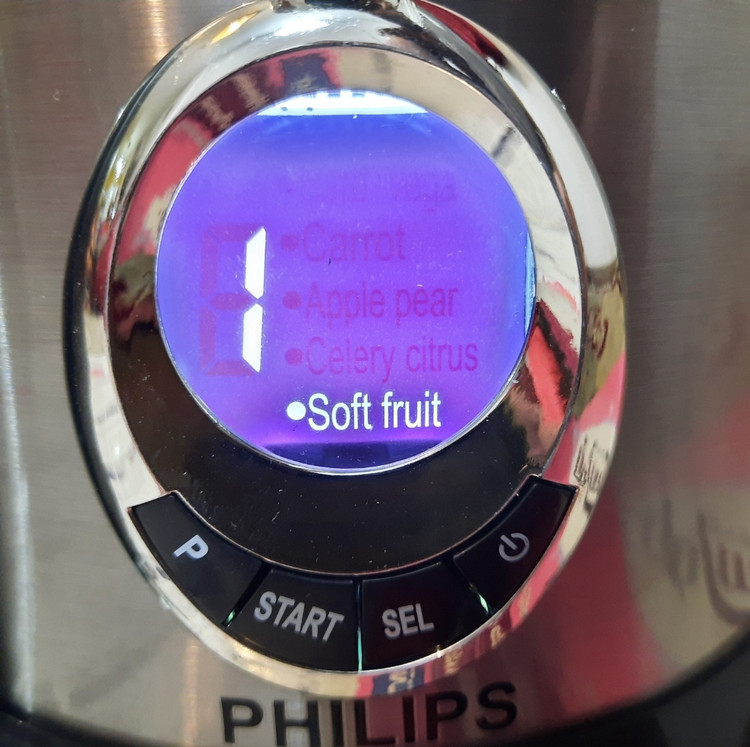 1
•Carrot
•Apple pear
•Celery citrus
•Soft fruit
P
START
SEL
PHILIPS